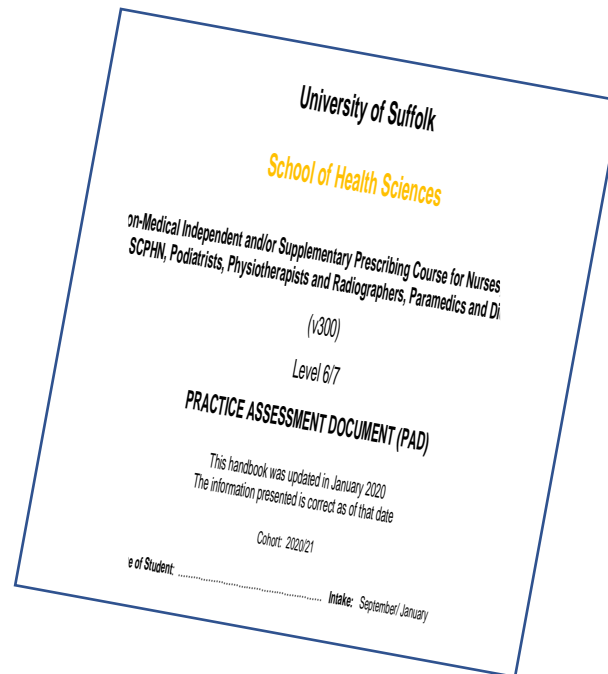 University of Suffolk
School of Health Sciences
on-Medical Independent and/or Supplementary Prescribing Course for Nurses
SCPHN, Podiatrists, Physiotherapists and Radiographers, Paramedics and Di
(v300)
Level 6/7
PRACTICE ASSESSMENT DOCUMENT (PAD)
This handbook was updated in January 2020
The information presented is correct as of that date
Cohort: 2020/21
e of Student: ................................................ Intake: September/ January